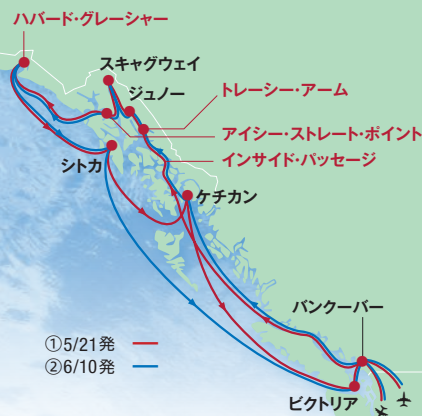 ハバード・グレーシャー
スキャグウェイ
ジュノー
トレーシー・アーム
アイシー・ストレート・ポイント
インサイド・パッセージ
シトカ
ケチカン
バンクーバー
①5/21発
②6/10発
ビクトリア